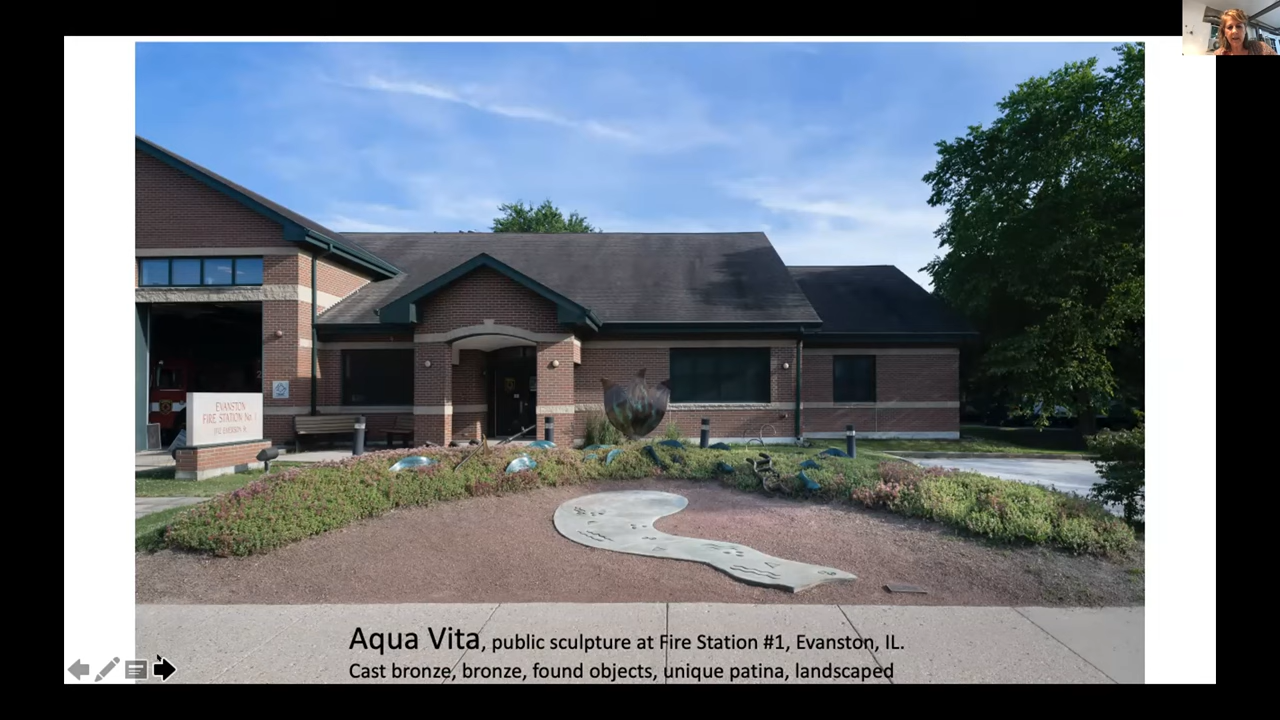 EVANSTON
FIRE STATION No. 1
Aqua Vita, public sculpture at Fire Station #1, Evanston, IL.
Cast bronze, bronze, found objects, unique patina, landscaped